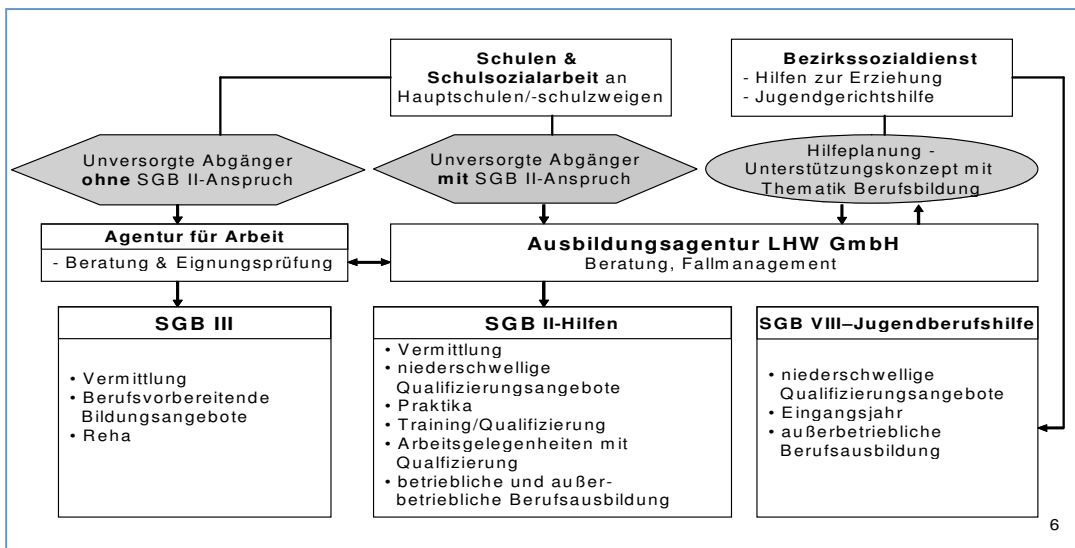 Schulen &
Schulsozialarbeit an
Hauptschulen/-schulzweigen
Bezirkssozialdienst
- Hilfen zur Erziehung
- Jugendgerichtshilfe
Unversorgte Abgänger
ohne SGB II-Anspruch
Unversorgte Abgänger
mit SGB II-Anspruch
Hilfeplanung -
Unterstützungskonzept mit
Thematik Berufsbildung
Agentur für Arbeit
- Beratung & Eignungsprüfung
Ausbildungsagentur LHW GmbH
Beratung, Fallmanagement
SGB III
• Vermittlung
• Berufsvorbereitende
Bildungsangebote
• Reha
SGB II-Hilfen
• Vermittlung
• niederschwellige
Qualifizierungsangebote
• Praktika
• Training/Qualifizierung
• Arbeitsgelegenheiten mit
Qualfizierung
• betriebliche und außer-
betriebliche Berufsausbildung
SGB VIII–Jugendberufshilfe
• niederschwellige
Qualifizierungsangebote
• Eingangsjahr
• außerbetriebliche
Berufsausbildung
6